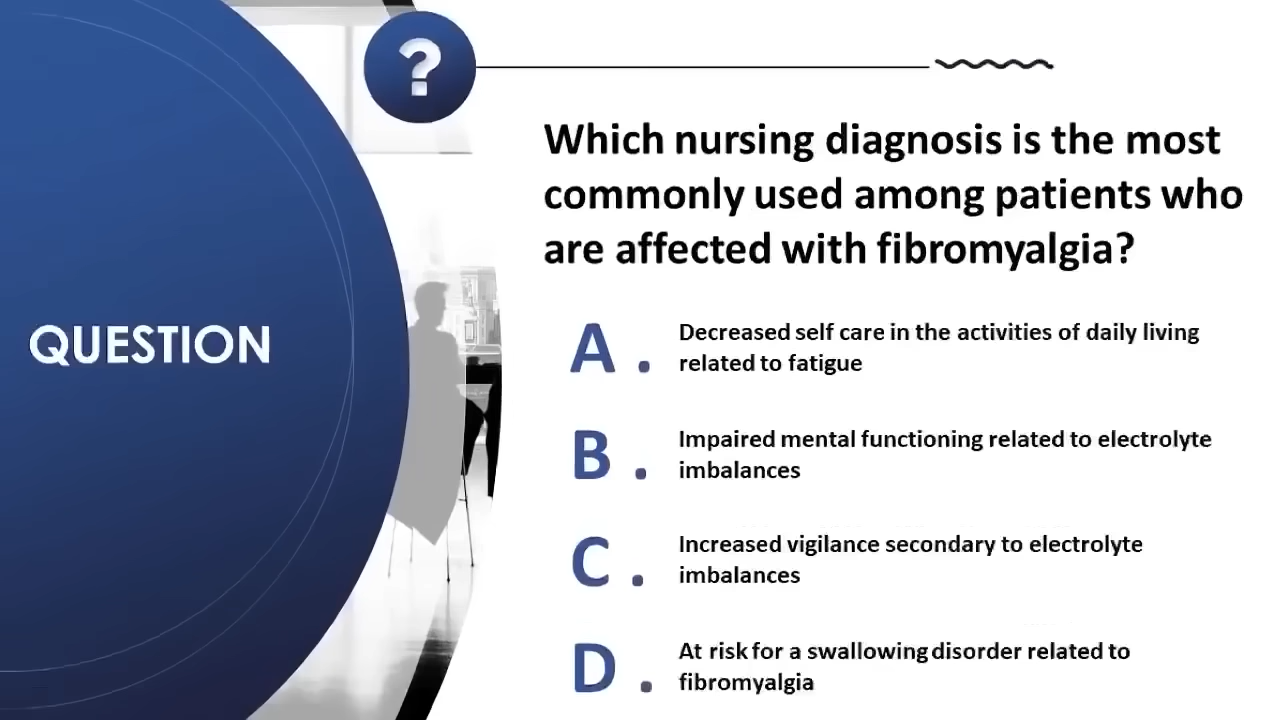 ?
Which nursing diagnosis is the most
commonly used among patients who
are affected with fibromyalgia?
QUESTION
A . Decreased self care in the activities of daily living
related to fatigue
B . Impaired mental functioning related to electrolyte
imbalances
C . Increased vigilance secondary to electrolyte
imbalances
D . At risk for a swallowing disorder related to
fibromyalgia